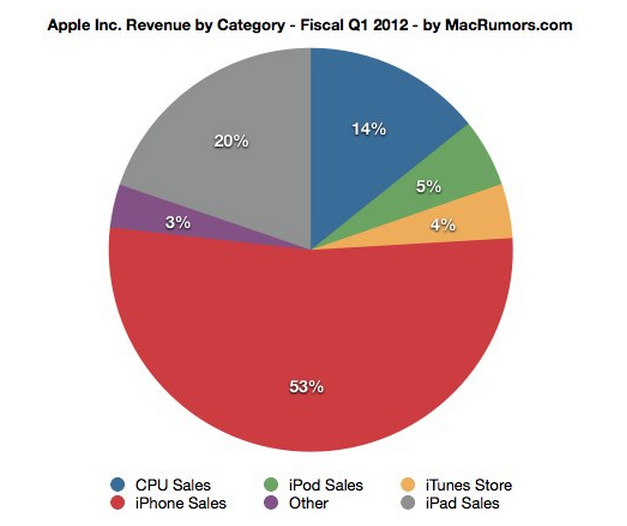 Apple Inc. Revenue by Category - Fiscal Q1 2012 - by MacRumors.com
14%
20%
5%
3%
4%
53%
CPU Sales iPod Sales iTunes Store
iPhone Sales Other iPad Sales